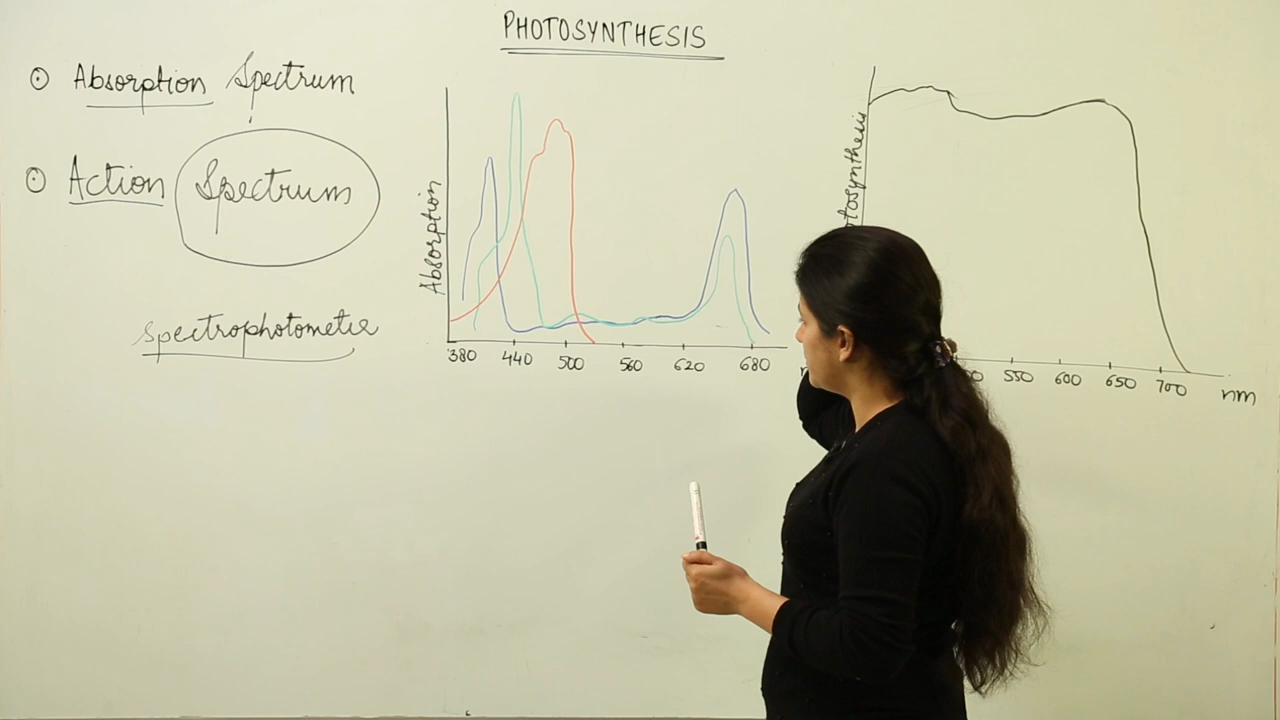 PHOTOSYNTHESIS
Absorption Spectrum
Action Spectrum
Spectrophotometer
Absorption
380 440 500 560 620 680
550 600 650 700 nm